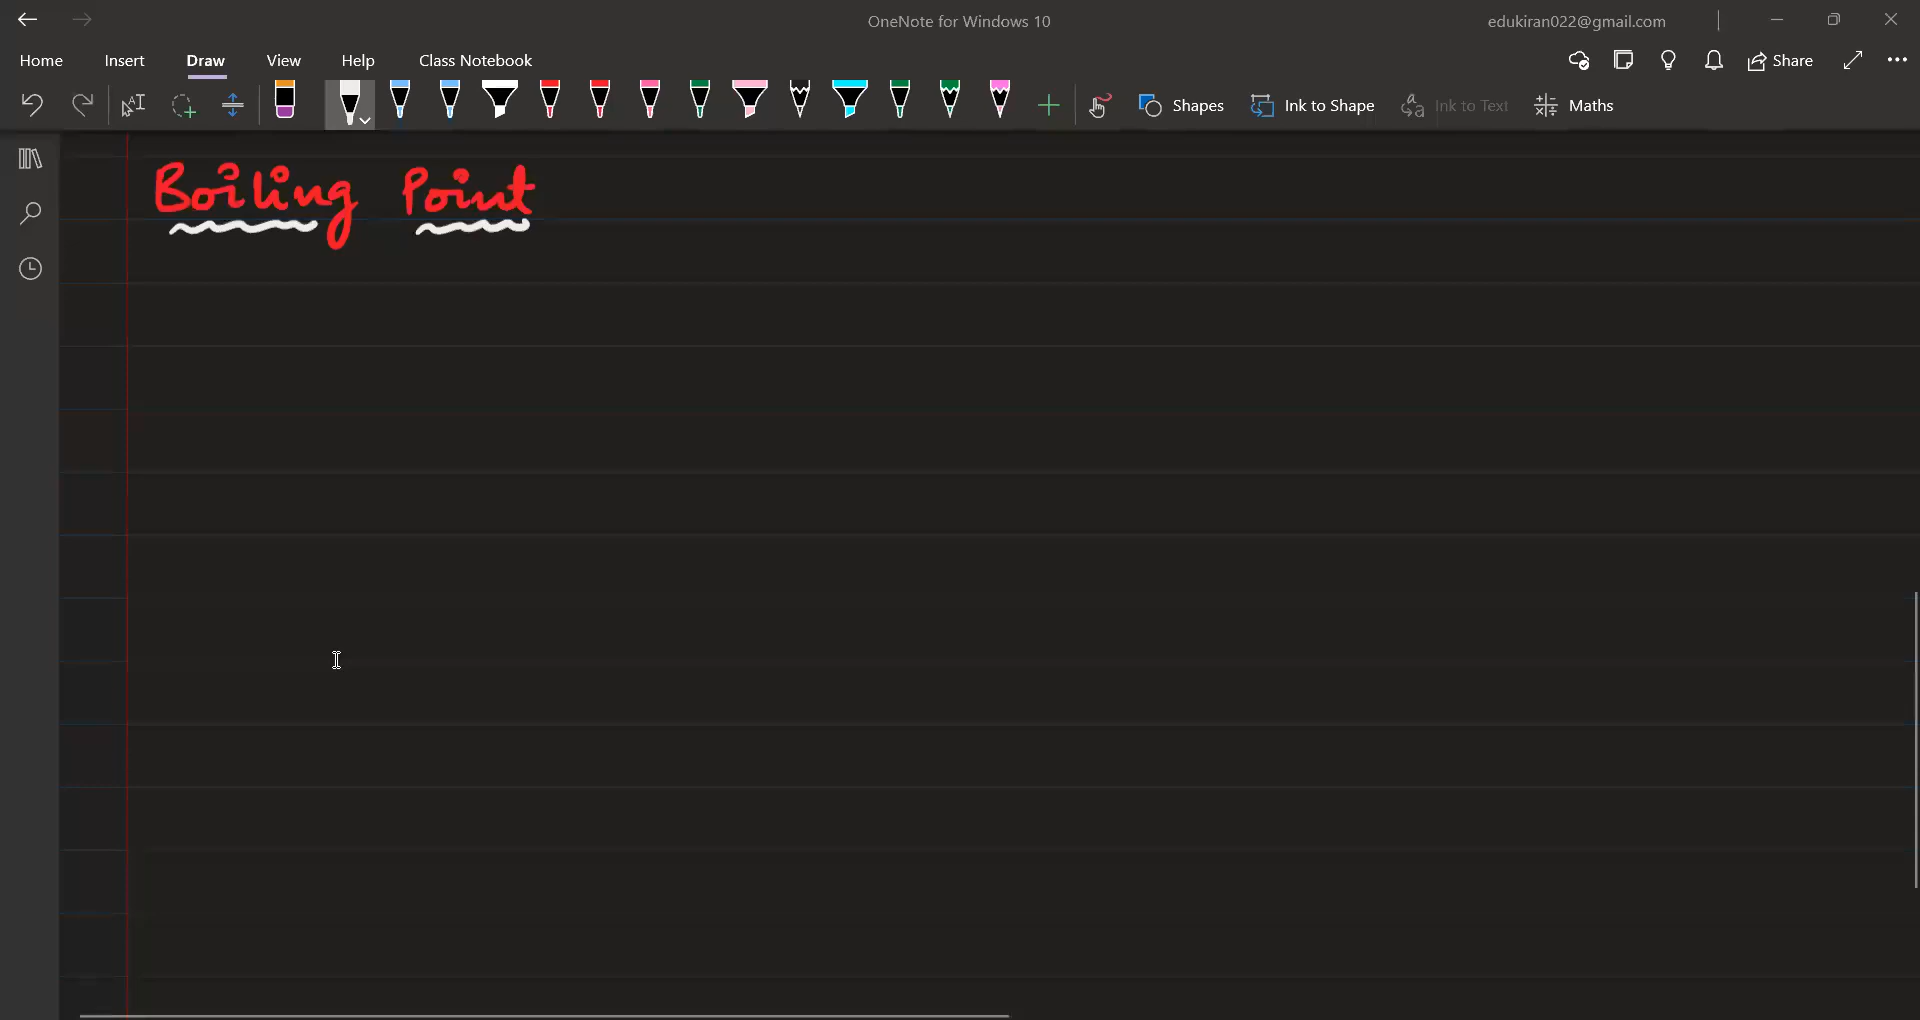 OneNote for Windows 10
edukiran022@gmail.com
Home Insert Draw View Help Class Notebook
Share
Shapes Ink to Shape Ink to Text Maths
Boiling Point